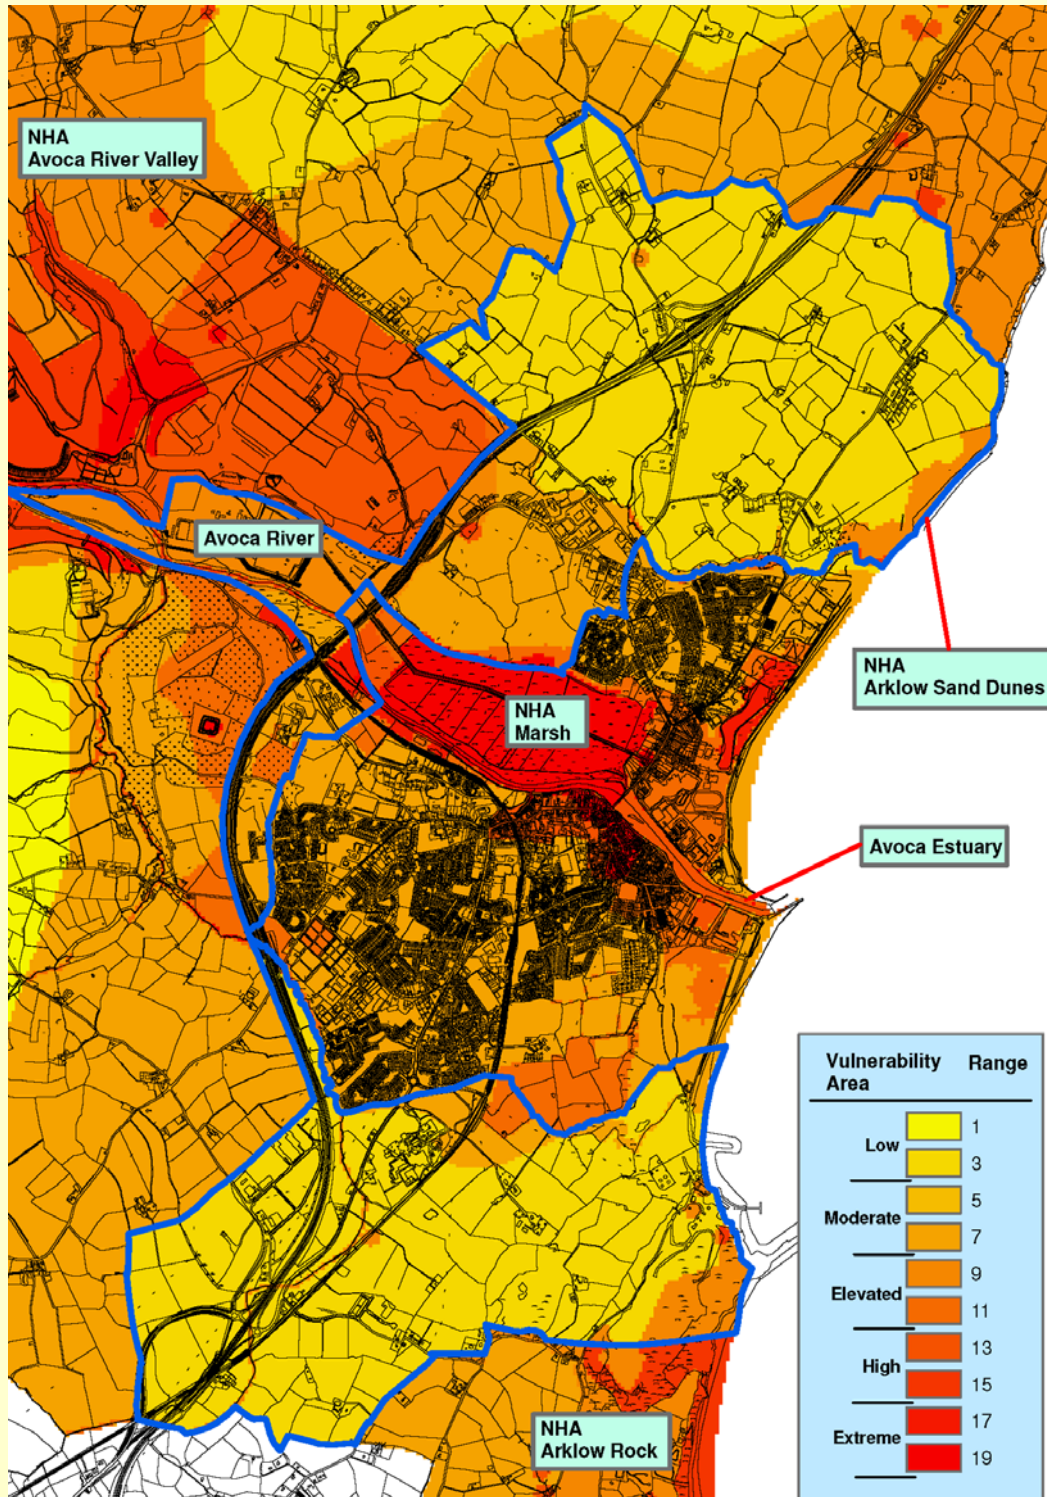 NHA
Avoca River Valley
Avoca River
NHA
Marsh
NHA
Arklow Sand Dunes
Avoca Estuary
NHA
Arklow Rock
Vulnerability Range
Area
Low
1
3
Moderate
5
7
Elevated
9
11
High
13
15
Extreme
17
19